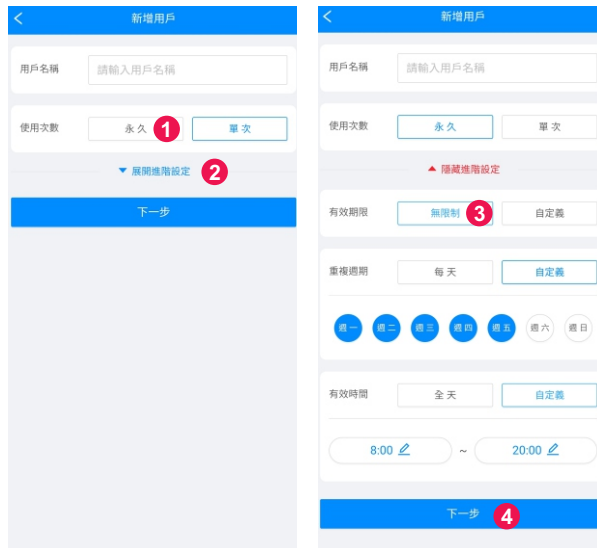 新增用戶
用戶名稱 請輸入用戶名稱
使用次數 永久 1 單次
展開進階設定 2
下一步
新增用戶
用戶名稱 請輸入用戶名稱
使用次數 永久 單次
隱藏進階設定
有效期限 無限制 3 自定義
重複週期 每天 自定義
週一 週二 週三 週四 週五 週六 週日
有效時間 全天 自定義
8:00 ~ 20:00
下一步 4